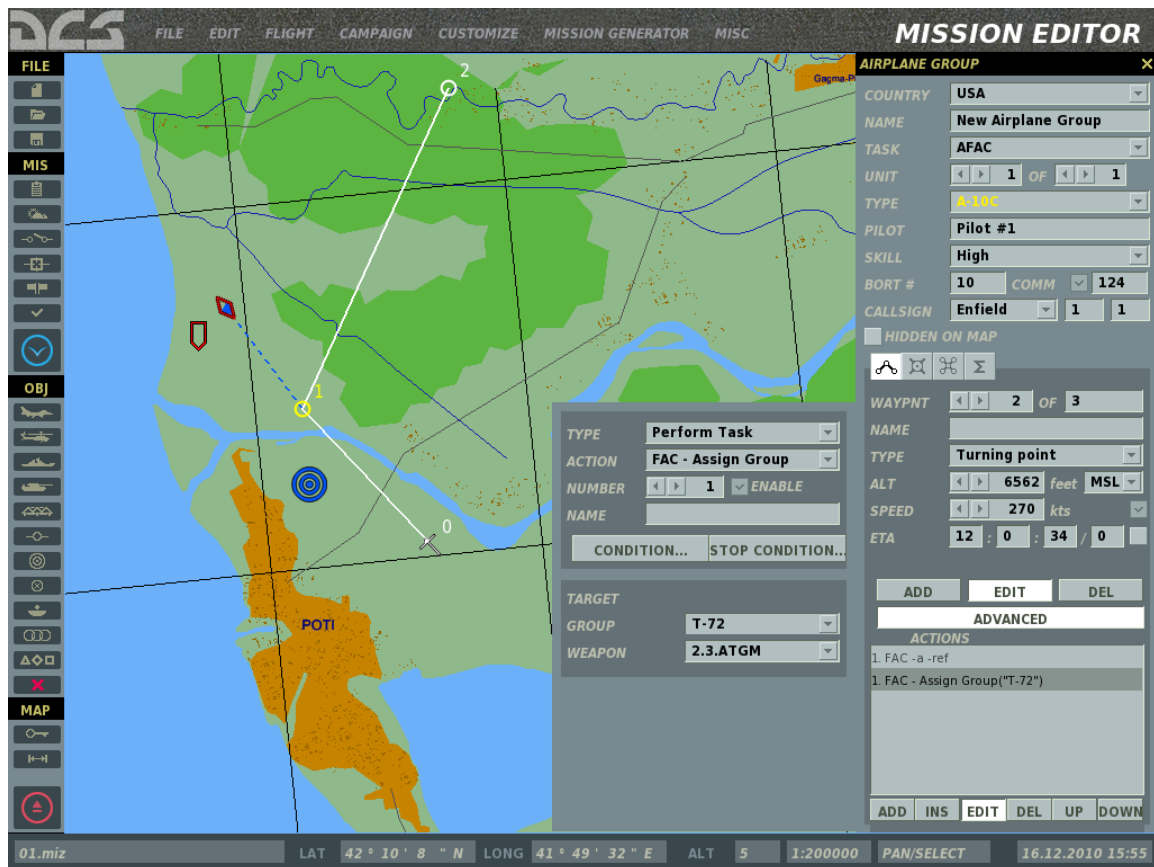 DCS
FILE EDIT FLIGHT CAMPAIGN CUSTOMIZE MISSION GENERATOR MISC
MISSION EDITOR
FILE
MIS
OBJ
MAP
2
1
0
POTI
AIRPLANE GROUP
COUNTRY USA
NAME New Airplane Group
TASK AFAC
UNIT 1 OF 1
TYPE A-10C
PILOT Pilot #1
SKILL High
BORT # 10 COMM 124
CALLSIGN Enfield 1 1
HIDDEN ON MAP
WAYPNT 2 OF 3
NAME
TYPE Turning point
ALT 6562 feet MSL
SPEED 270 kts
ETA 12 : 0 : 34 / 0
ADD EDIT DEL
ADVANCED
ACTIONS
1. FAC -a -ref
1. FAC - Assign Group("T-72")
ADD INS EDIT DEL UP DOWN
TYPE Perform Task
ACTION FAC - Assign Group
NUMBER 1 ENABLE
NAME
CONDITION... STOP CONDITION...
TARGET
GROUP T-72
WEAPON 2.3.ATGM
01.miz LAT 42 ° 10 ' 8 " N LONG 41 ° 49 ' 32 " E ALT 5 1:200000 PAN/SELECT 16.12.2010 15:55